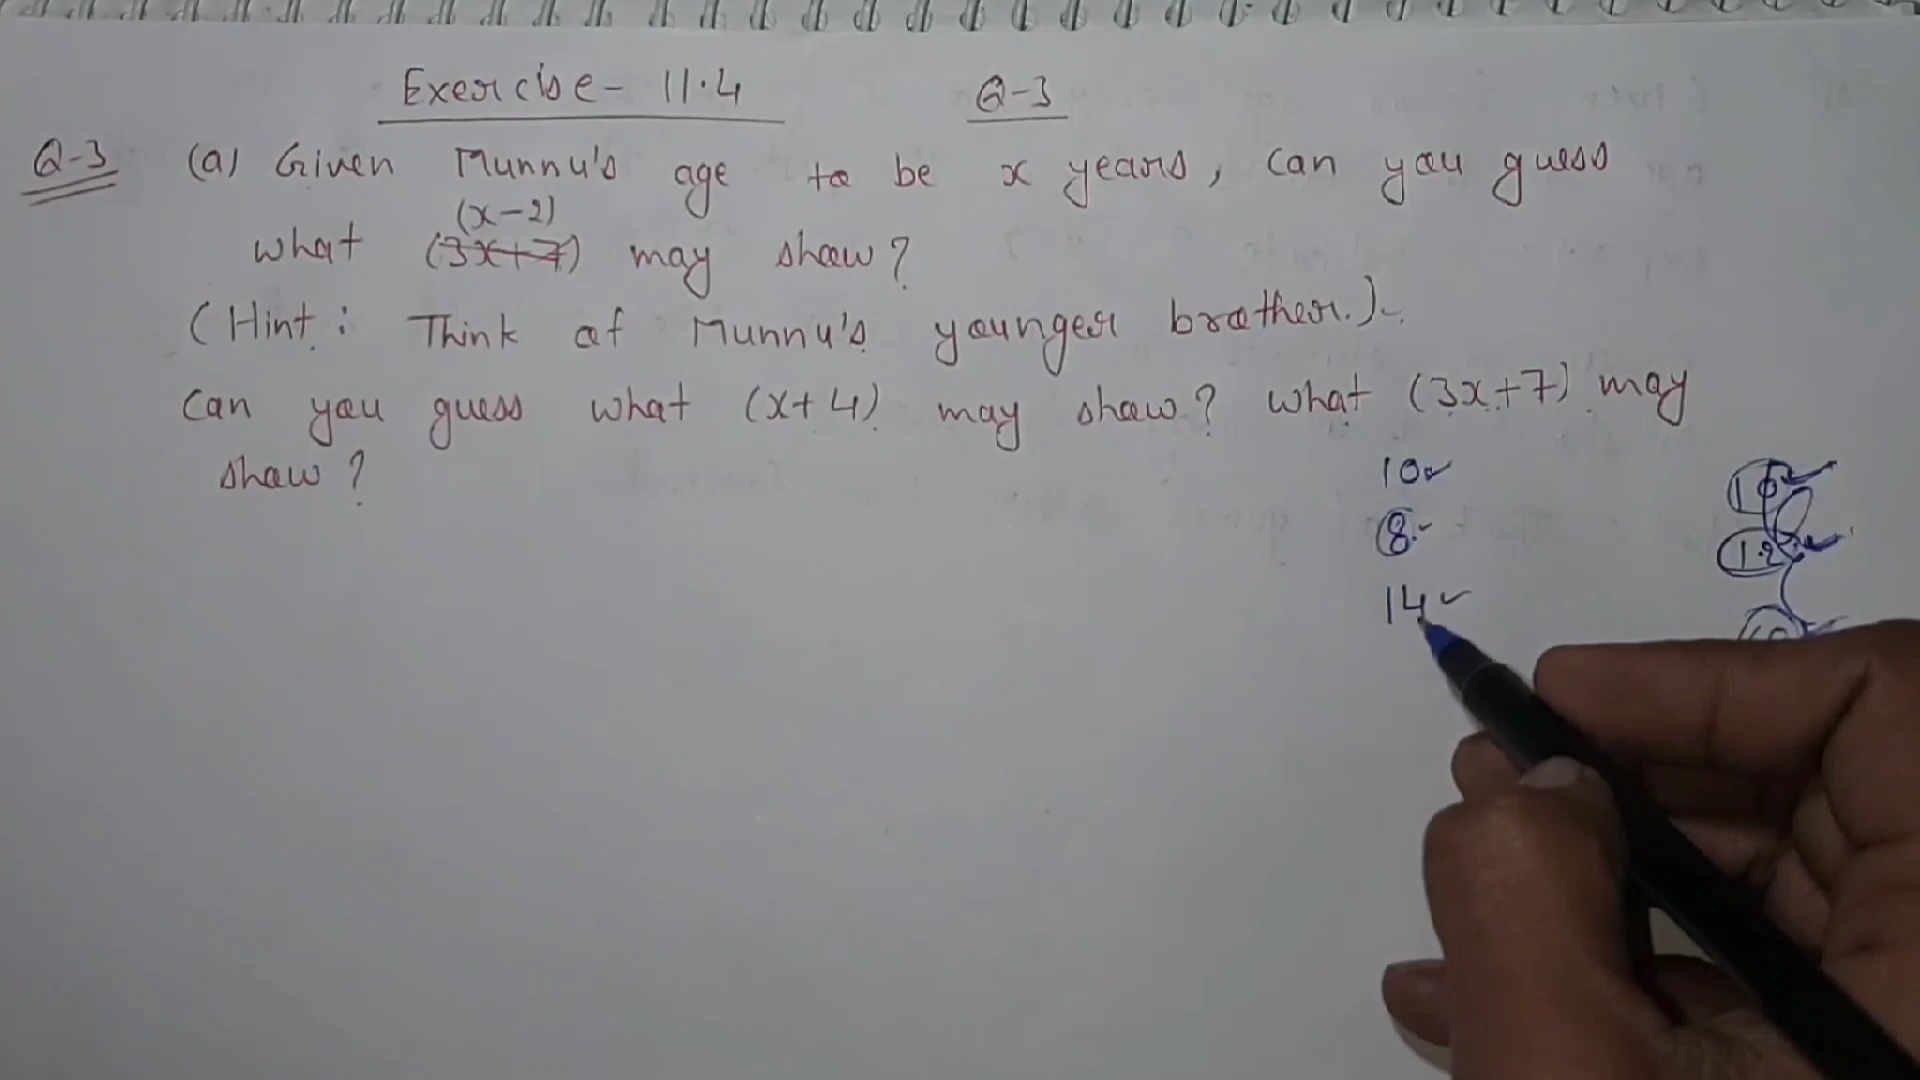 Exercise - 11.4 Q-3
Q-3 (a) Given Munnu's age to be x years, can you guess
(x-2)
what (3x+7) may show?
(Hint: Think of Munnu's younger brother.)
Can you guess what (x+4) may show? What (3x+7) may
show?
10
8
14
10
12